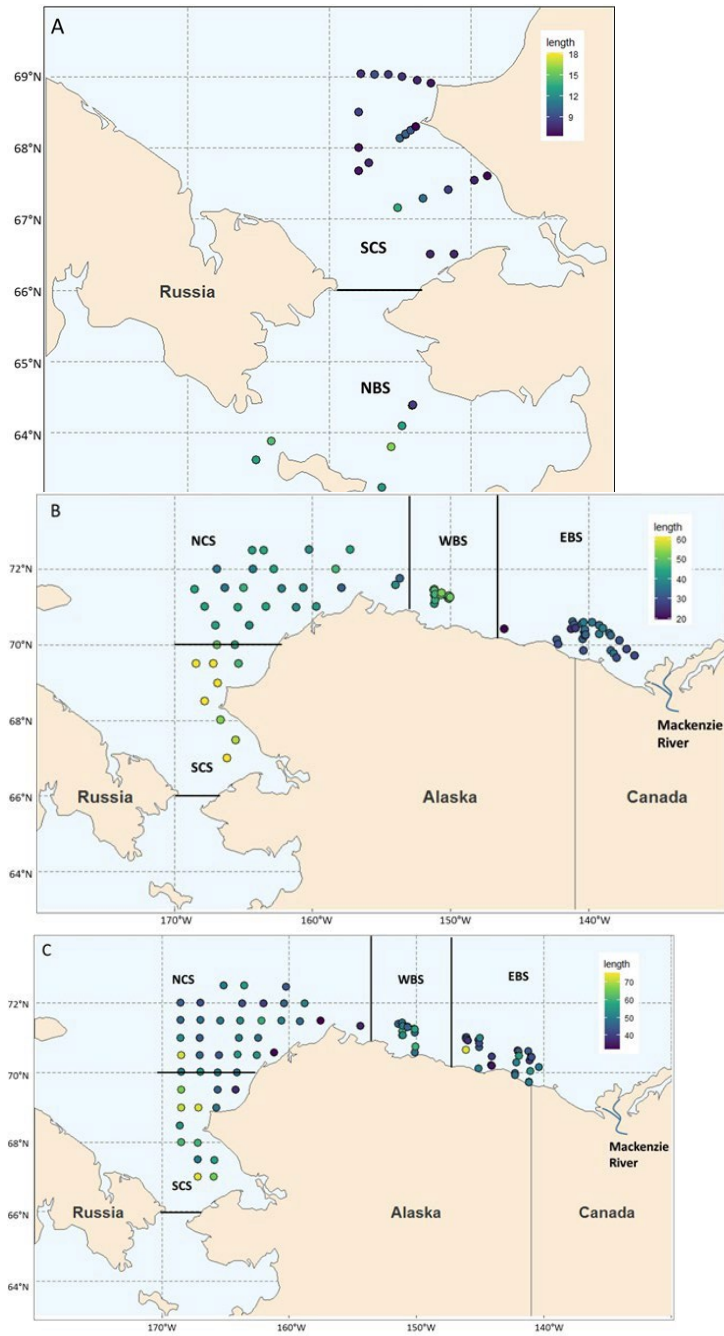 A
length
18
9
69°N
68°N
67°N
SCS
66°N
Russia
65°N
NBS
64°N
B
NCS
WBS
EBS
length
60
50
40
30
20
72°N
70°N
68°N
Mackenzie
River
SCS
66°N
Russia
Alaska
Canada
64°N
170°W
160°W
150°W
140°W
C
NCS
WBS
EBS
length
70
60
50
40
72°N
70°N
68°N
Mackenzie
River
SCS
66°N
Russia
Alaska
Canada
64°N
170°W
160°W
150°W
140°W